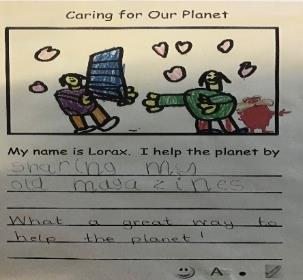 Caring for Our Planet
My name is Lorax. I help the planet by
sharing my
old magazines
What a great way to
help the planet!
A